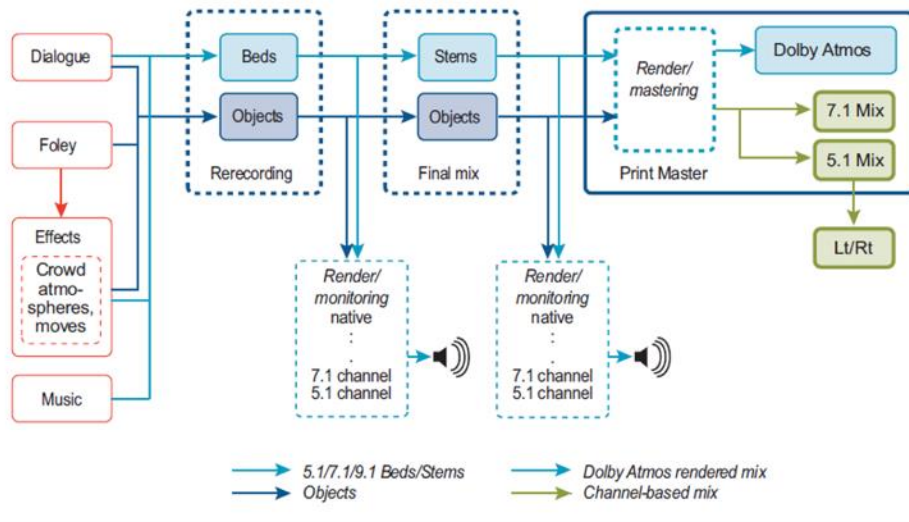 Dialogue
Foley
Effects
Crowd
atmo-
spheres,
moves
Music
Beds
Objects
Rerecording
Stems
Objects
Final mix
Render/
mastering
Print Master
Dolby Atmos
7.1 Mix
5.1 Mix
Lt/Rt
Render/
monitoring
native
.
.
7.1 channel
5.1 channel
Render/
monitoring
native
.
.
7.1 channel
5.1 channel
5.1/7.1/9.1 Beds/Stems
Objects
Dolby Atmos rendered mix
Channel-based mix